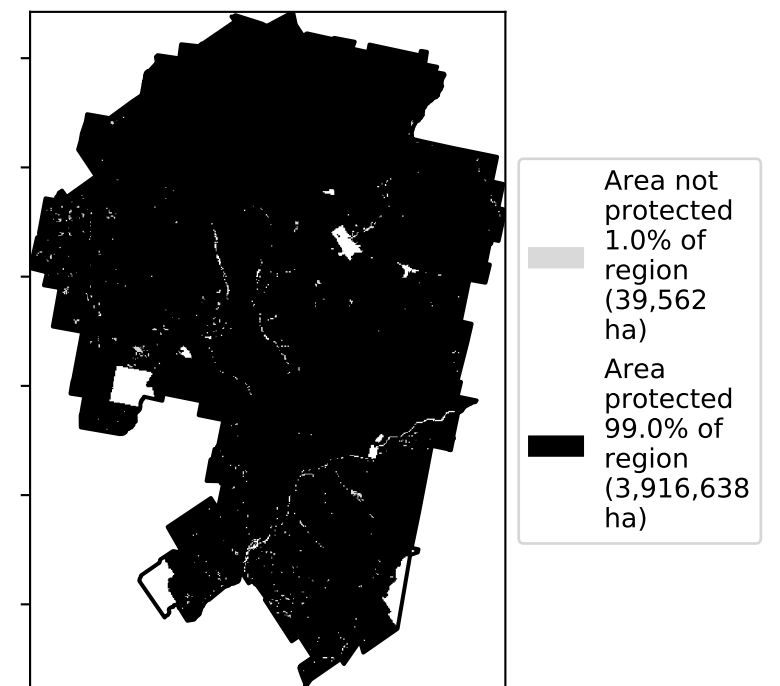 Area not
protected
1.0% of
region
(39,562
ha)
Area
protected
99.0% of
region
(3,916,638
ha)